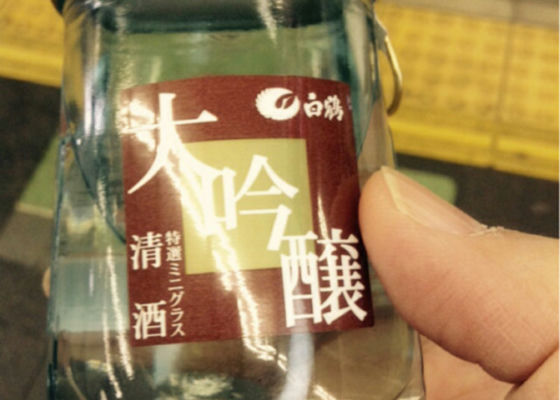 白鶴
大吟醸
特選ミニグラス
清酒